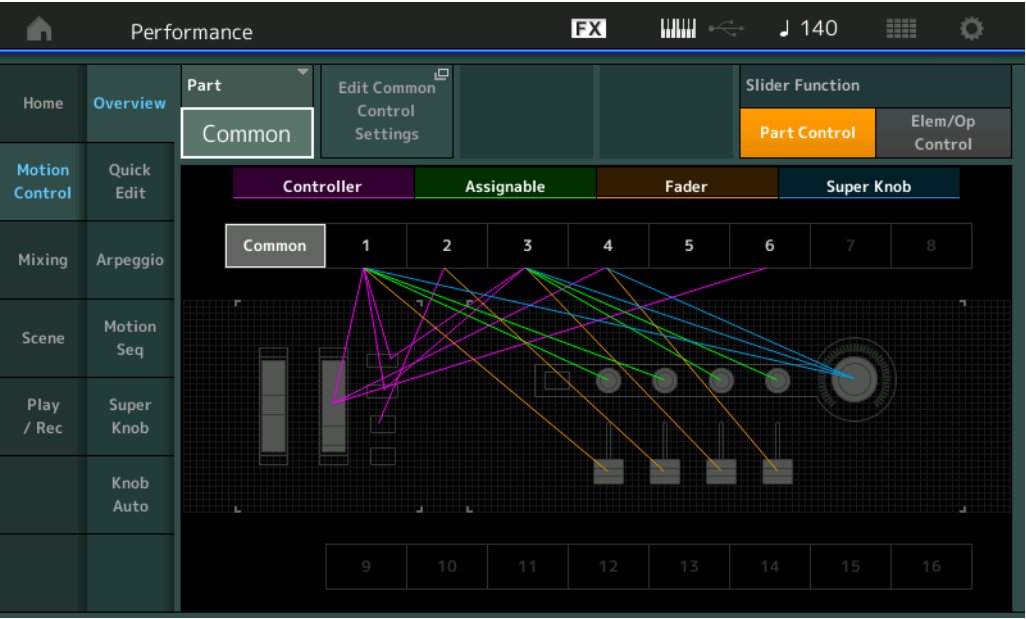 Performance
FX
♩ 140
Home
Overview
Part
Common
Edit Common
Control
Settings
Slider Function
Part Control
Elem/Op
Control
Motion
Control
Quick
Edit
Controller
Assignable
Fader
Super Knob
Common
1
2
3
4
5
6
7
8
Mixing
Arpeggio
Scene
Motion
Seq
Play
/ Rec
Super
Knob
Knob
Auto
9
10
11
12
13
14
15
16